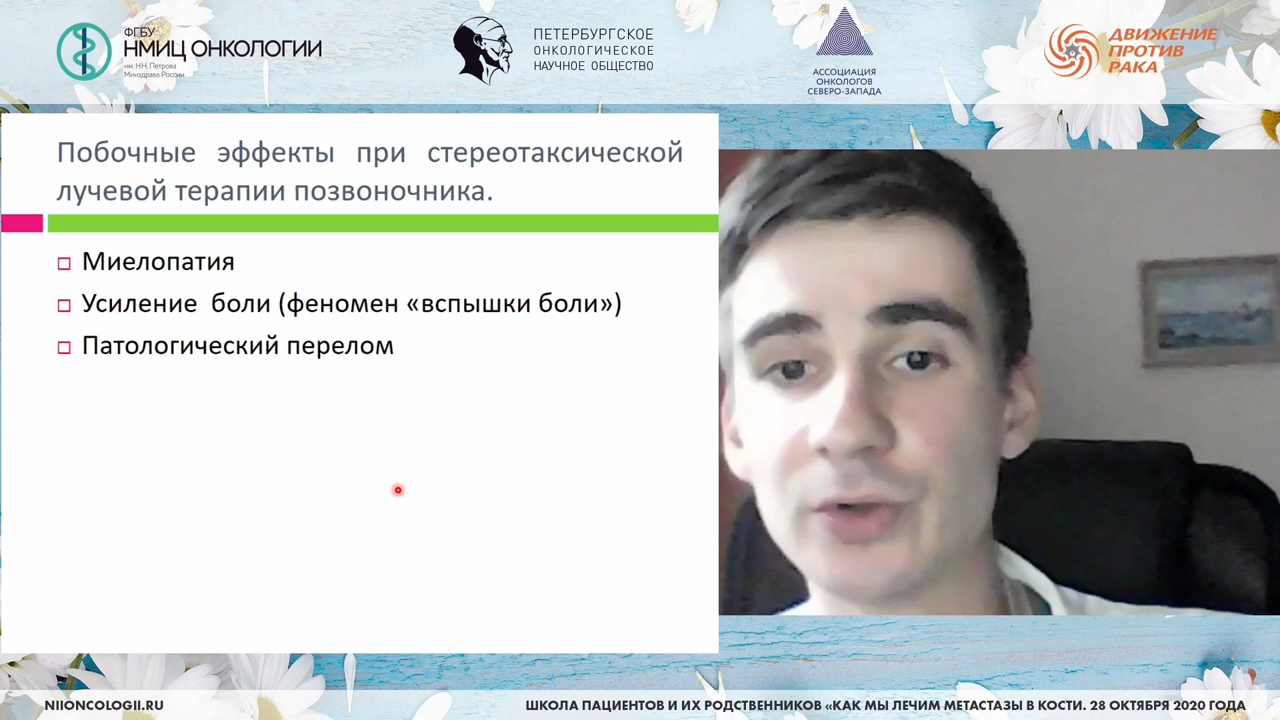 ФГБУ
НМИЦ ОНКОЛОГИИ
им. Н.Н. Петрова
Минздрава России
ПЕТЕРБУРГСКОЕ
ОНКОЛОГИЧЕСКОЕ
НАУЧНОЕ ОБЩЕСТВО
АССОЦИАЦИЯ
ОНКОЛОГОВ
СЕВЕРО-ЗАПАДА
ДВИЖЕНИЕ
ПРОТИВ
РАКА
Побочные эффекты при стереотаксической
лучевой терапии позвоночника.
Миелопатия
Усиление боли (феномен «вспышки боли»)
Патологический перелом
NIIONCOLOGII.RU
ШКОЛА ПАЦИЕНТОВ И ИХ РОДСТВЕННИКОВ «КАК МЫ ЛЕЧИМ МЕТАСТАЗЫ В КОСТИ. 28 ОКТЯБРЯ 2020 ГОДА